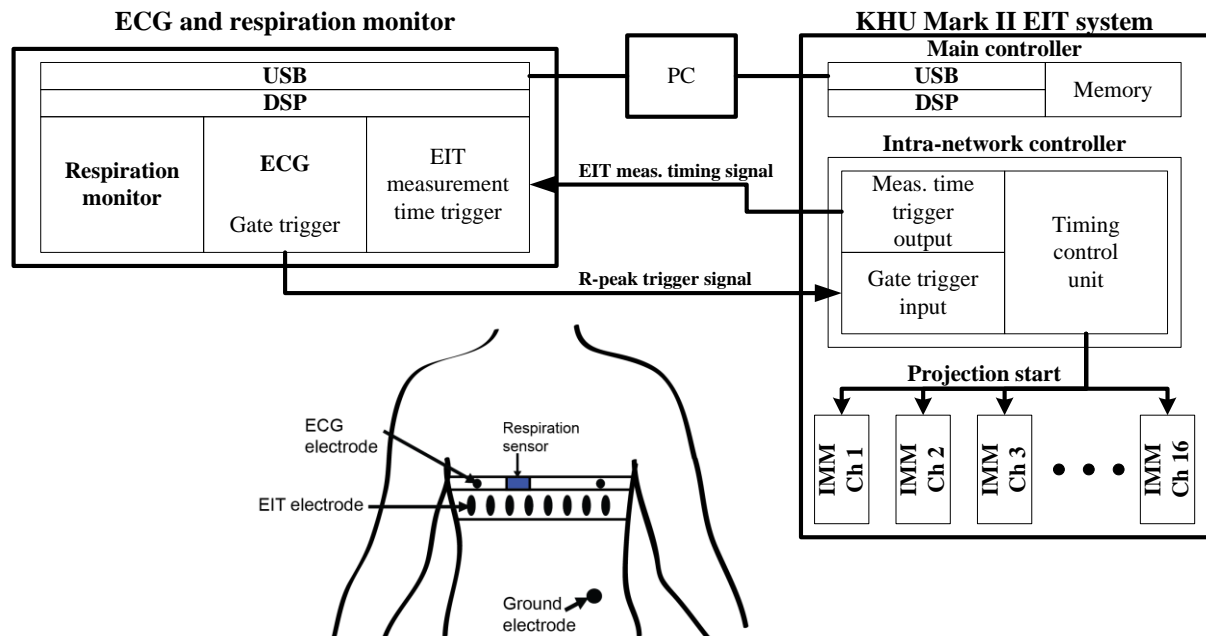 ECG and respiration monitor
USB
DSP
Respiration
monitor
ECG
Gate trigger
EIT
measurement
time trigger
PC
KHU Mark II EIT system
Main controller
USB
DSP
Memory
Intra-network controller
Meas. time
trigger
output
Gate trigger
input
Timing
control
unit
EIT meas. timing signal
R-peak trigger signal
Projection start
IMM
Ch 1
IMM
Ch 2
IMM
Ch 3
IMM
Ch 16
ECG
electrode
Respiration
sensor
EIT electrode
Ground
electrode